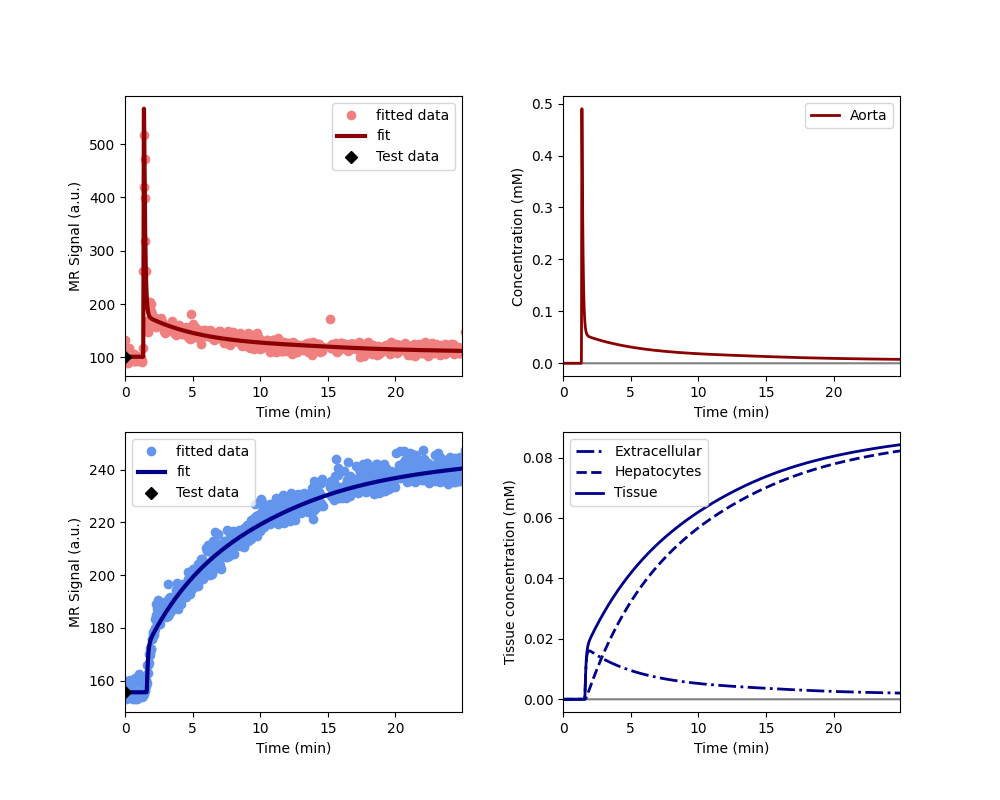 MR Signal (a.u.)
500
400
300
200
100
fitted data
fit
Test data
0 5 10 15 20
Time (min)
Concentration (mM)
0.5
0.4
0.3
0.2
0.1
0.0
Aorta
0 5 10 15 20
Time (min)
MR Signal (a.u.)
240
220
200
180
160
fitted data
fit
Test data
0 5 10 15 20
Time (min)
Tissue concentration (mM)
0.08
0.06
0.04
0.02
0.00
Extracellular
Hepatocytes
Tissue
0 5 10 15 20
Time (min)